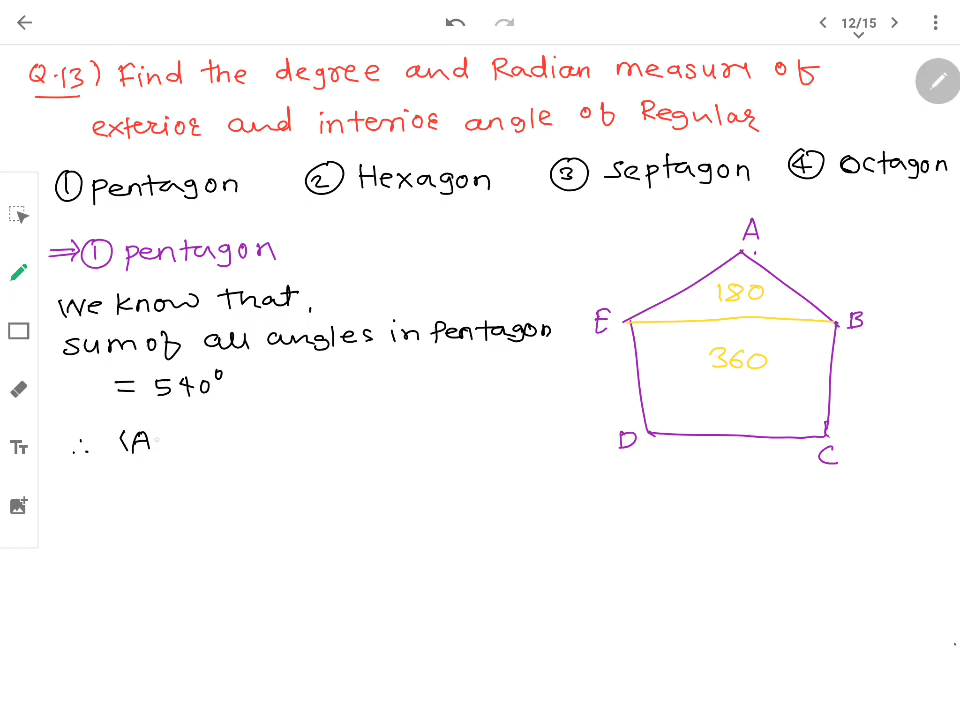 12/15
Q.13) Find the degree and Radian measure of
exterior and interior angle of Regular
① pentagon ② Hexagon ③ septagon ④ octagon
⇒ ① pentagon
We know that,
sum of all angles in Pentagon
= 540°
∴ ∠A
A
180
E
B
360
D
C
Tт